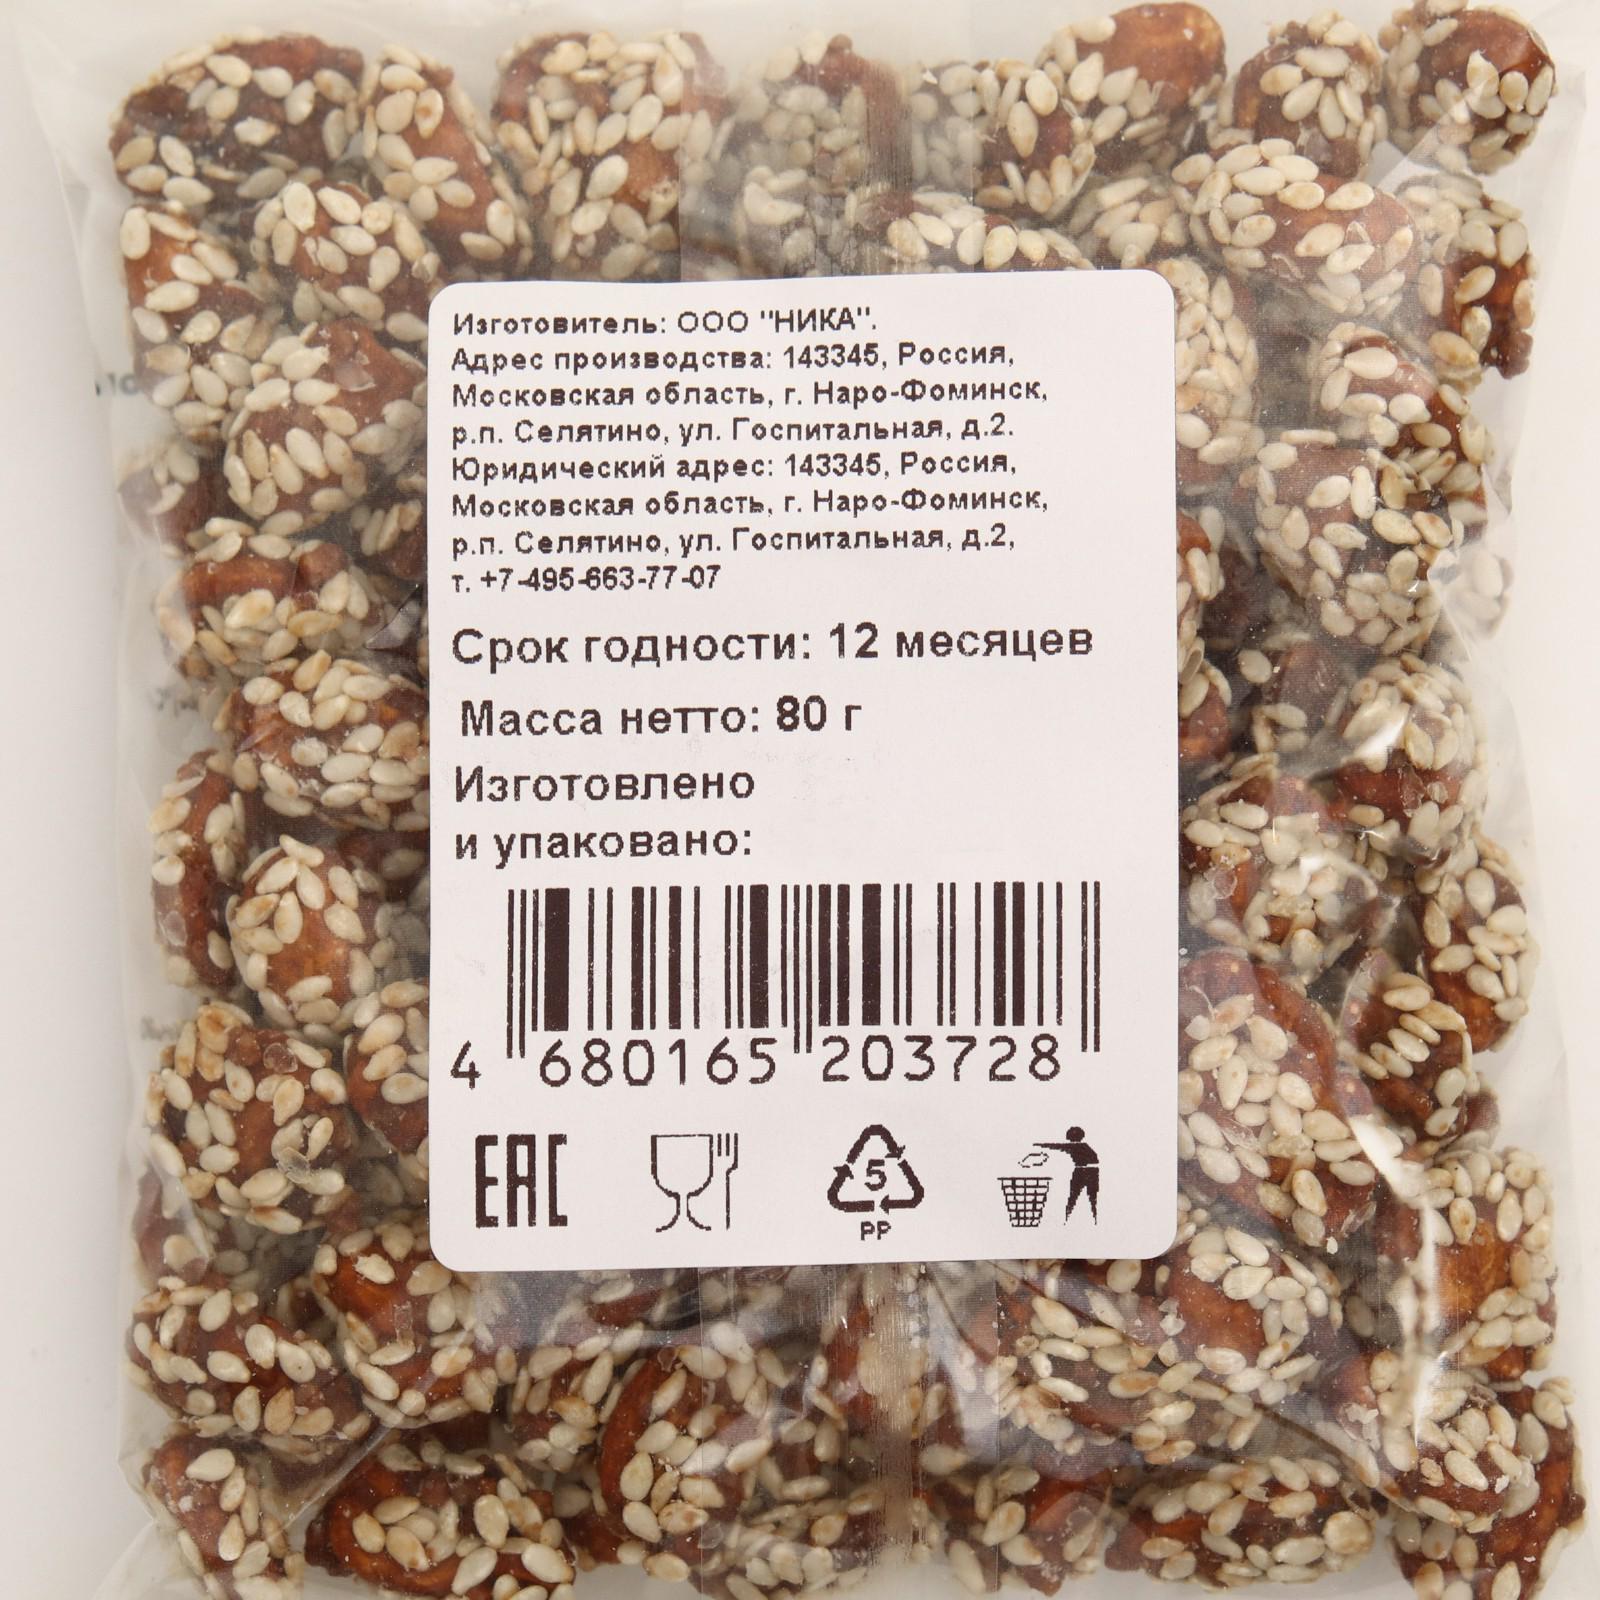 Изготовитель: ООО "НИКА".
Адрес производства: 143345, Россия,
Московская область, г. Наро-Фоминск,
р.п. Селятино, ул. Госпитальная, д.2.
Юридический адрес: 143345, Россия,
Московская область, г. Наро-Фоминск,
р.п. Селятино, ул. Госпитальная, д.2,
т. +7-495-663-77-07
Срок годности: 12 месяцев
Масса нетто: 80 г
Изготовлено
и упаковано:
4 680165 203728
EAC 5
PP